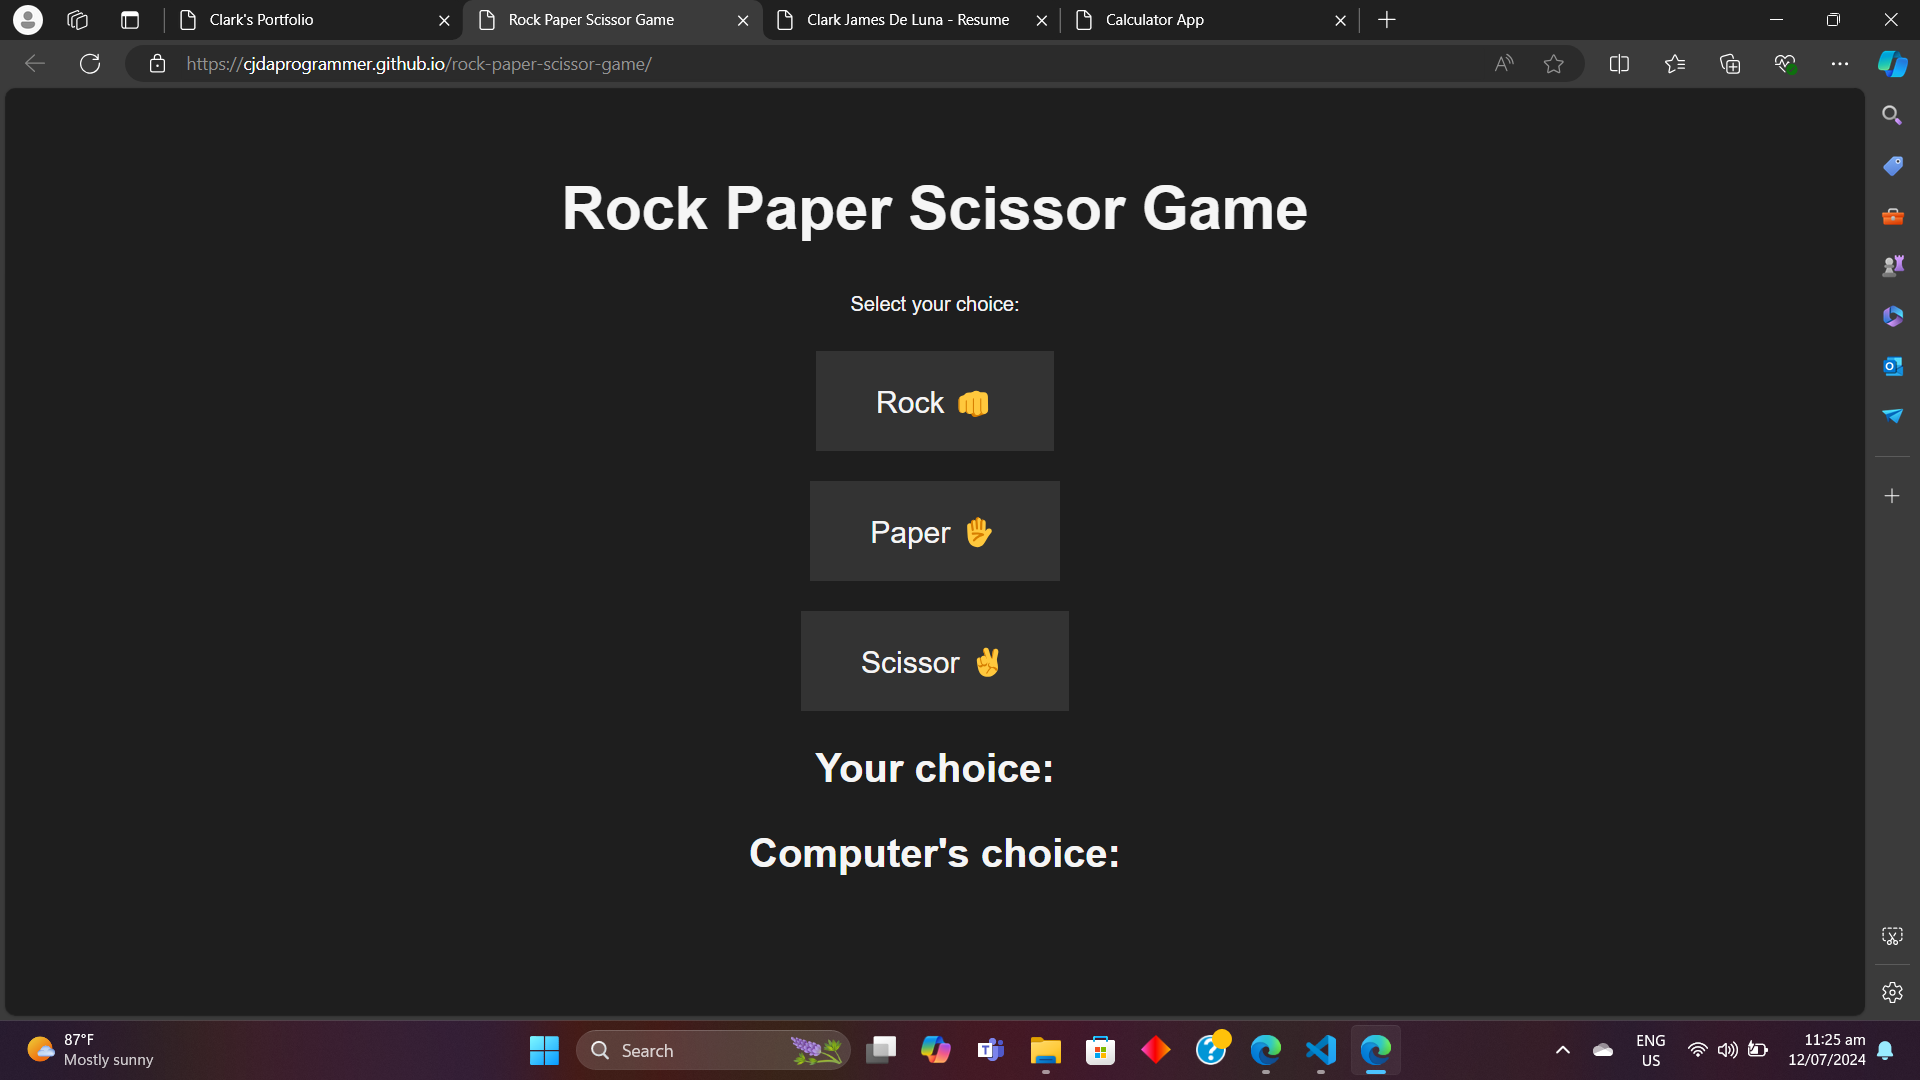 Clark's Portfolio
Rock Paper Scissor Game
Clark James De Luna - Resume
Calculator App
https://cjdaprogrammer.github.io/rock-paper-scissor-game/
Rock Paper Scissor Game
Select your choice:
Rock 👊
Paper ✋
Scissor ✌
Your choice:
Computer's choice:
87°F
Mostly sunny
Search
ENG
US
11:25 am
12/07/2024